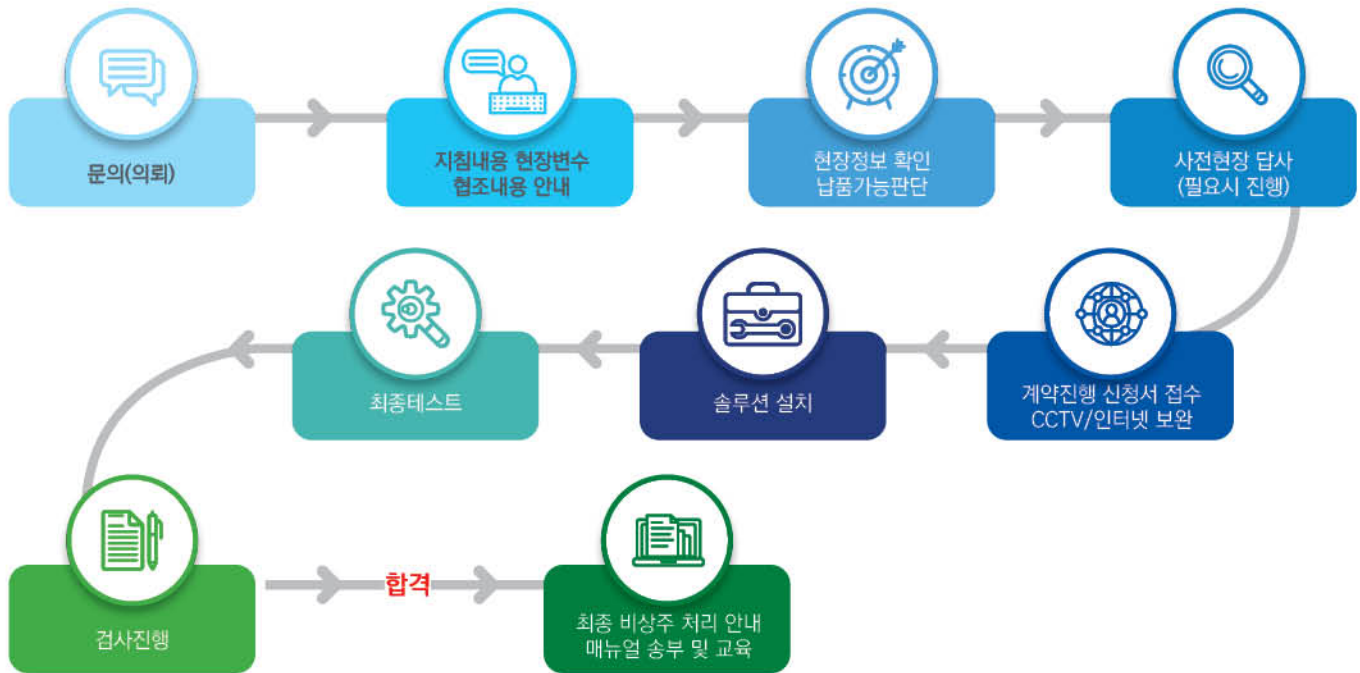 문의(의뢰)
지침내용 현장변수
협조내용 안내
현장정보 확인
납품가능판단
사전현장 답사
(필요시 진행)
계약진행 신청서 접수
CCTV/인터넷 보완
솔루션 설치
최종테스트
검사진행
합격
최종 비상주 처리 안내
매뉴얼 송부 및 교육